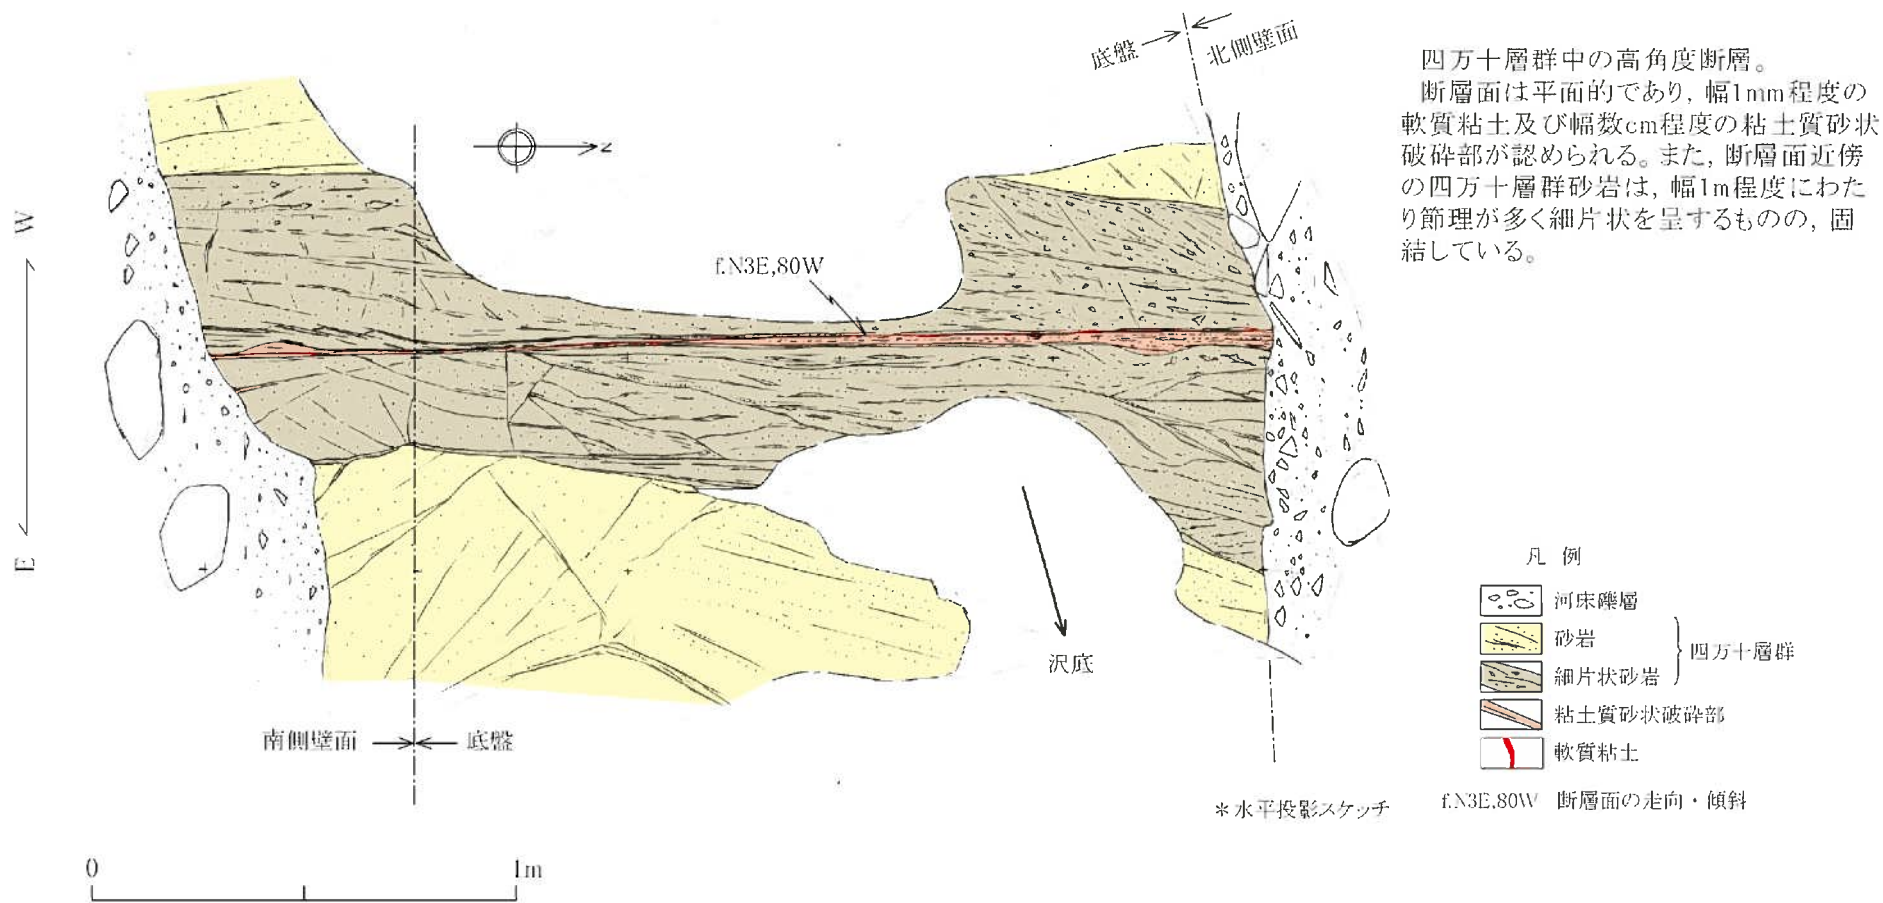 底盤
北側壁面
四万十層群中の高角度断層。
断層面は平面的であり, 幅1mm程度の
軟質粘土及び幅数cm程度の粘土質砂状
破砕部が認められる。また, 断層面近傍
の四万十層群砂岩は, 幅1m程度にわた
り節理が多く細片状を呈するものの, 固
結している。
N
W
E
f.N3E,80W
沢底
南側壁面
底盤
凡 例
河床礫層
砂岩
細片状砂岩
四万十層群
粘土質砂状破砕部
軟質粘土
f.N3E,80W 断層面の走向・傾斜
*水平投影スケッチ
0
1m